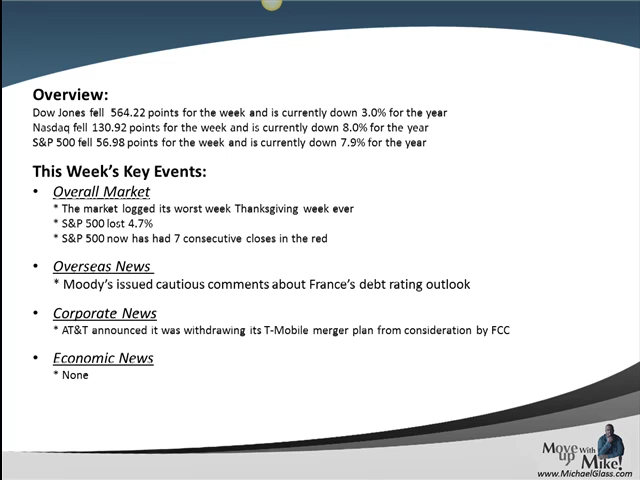 Overview:
Dow Jones fell 564.22 points for the week and is currently down 3.0% for the year
Nasdaq fell 130.92 points for the week and is currently down 8.0% for the year
S&P 500 fell 56.98 points for the week and is currently down 7.9% for the year
This Week's Key Events:
• Overall Market
* The market logged its worst week Thanksgiving week ever
* S&P 500 lost 4.7%
* S&P 500 now has had 7 consecutive closes in the red
• Overseas News
* Moody's issued cautious comments about France's debt rating outlook
• Corporate News
* AT&T announced it was withdrawing its T-Mobile merger plan from consideration by FCC
• Economic News
* None
Move up With Mike!
www.MichaelGlass.com